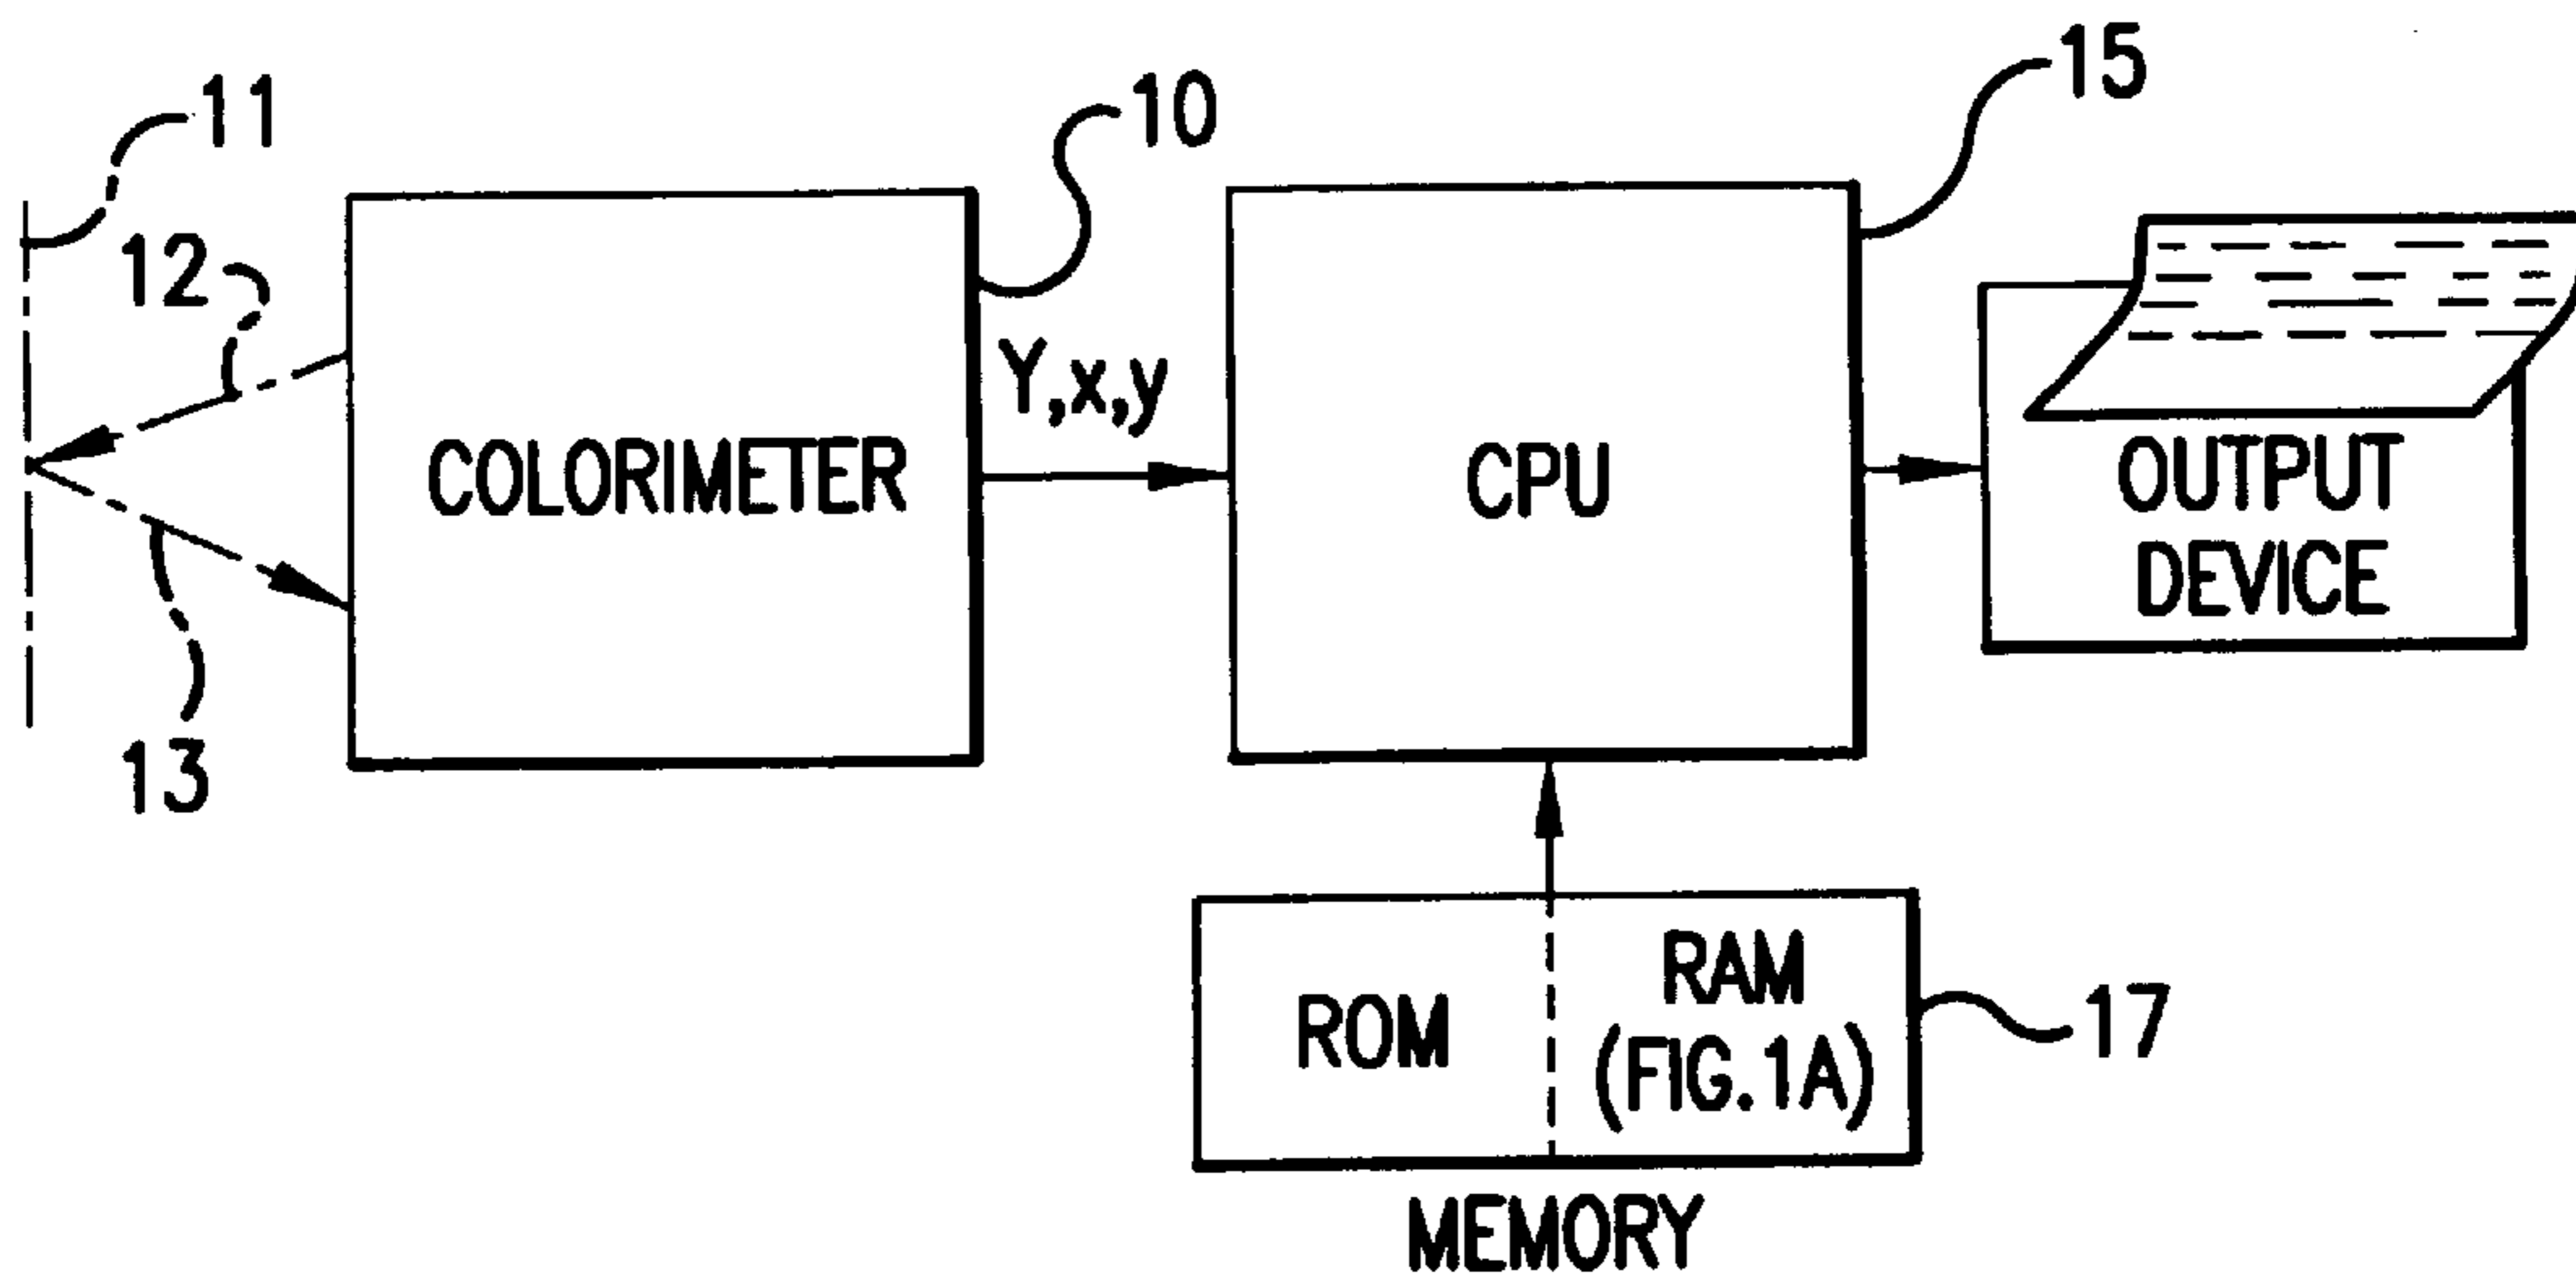 11
10
15
12
Y,x,y
COLORIMETER
CPU
OUTPUT
DEVICE
13
ROM
RAM
(FIG.1A)
17
MEMORY